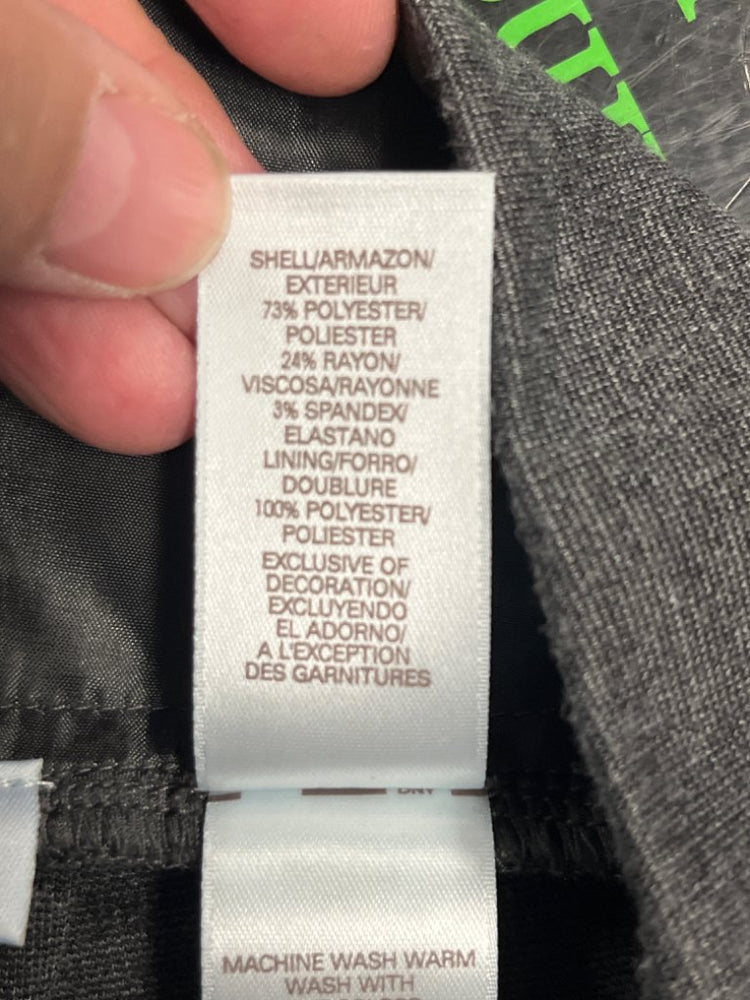 SHELL/ARMAZON/
EXTERIEUR
73% POLYESTER/
POLIESTER
24% RAYON/
VISCOSA/RAYONNE
3% SPANDEX/
ELASTANO
LINING/FORRO/
DOUBLURE
100% POLYESTER/
POLIESTER
EXCLUSIVE OF
DECORATION/
EXCLUYENDO
EL ADORNO/
A L'EXCEPTION
DES GARNITURES
MACHINE WASH WARM
WASH WITH